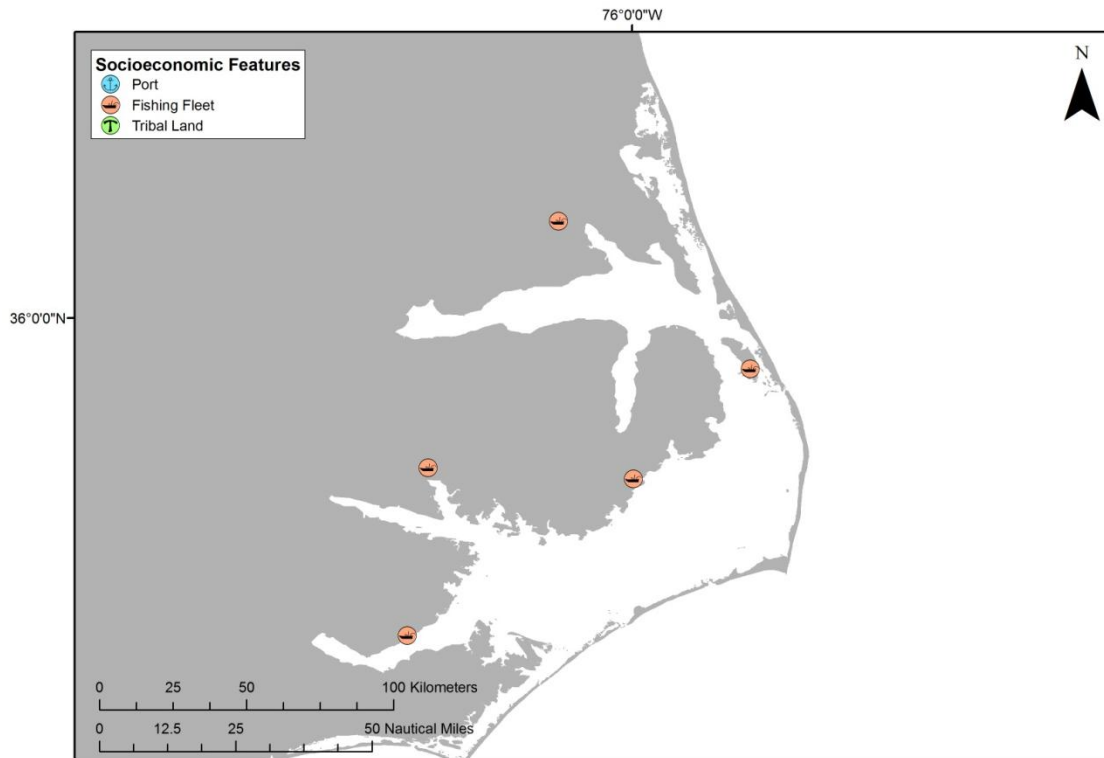 76°0'0"W
N
Socioeconomic Features
Port
Fishing Fleet
Tribal Land
36°0'0"N
0 25 50 100 Kilometers
0 12.5 25 50 Nautical Miles